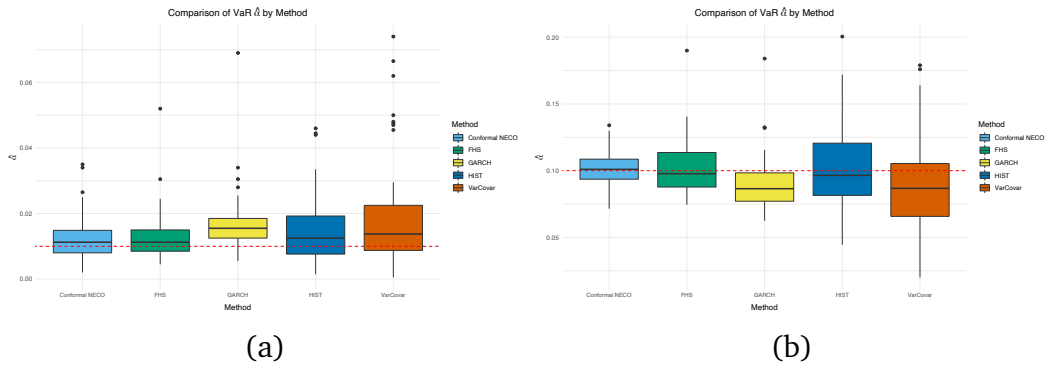 Comparison of VaR α̂ by Method
0.06
0.04
0.02
0.00
α̂
Conformal NECO FHS GARCH HIST VarCovar
Method
Method
Conformal NECO
FHS
GARCH
HIST
VarCovar
(a)
Comparison of VaR α̂ by Method
0.20
0.15
0.10
0.05
α̂
Conformal NECO FHS GARCH HIST VarCovar
Method
Method
Conformal NECO
FHS
GARCH
HIST
VarCovar
(b)